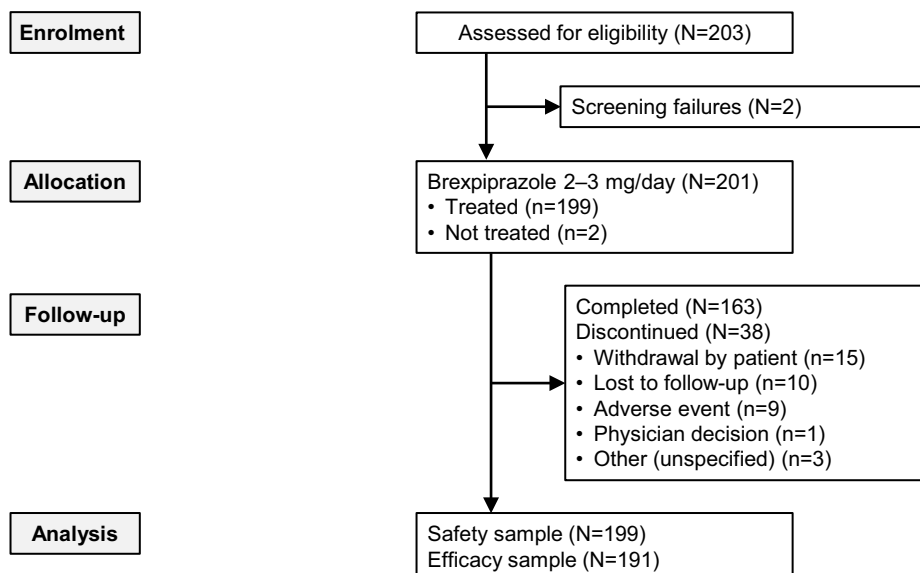 Enrolment
Assessed for eligibility (N=203)
Screening failures (N=2)
Allocation
Brexpiprazole 2–3 mg/day (N=201)
• Treated (n=199)
• Not treated (n=2)
Follow-up
Completed (N=163)
Discontinued (N=38)
• Withdrawal by patient (n=15)
• Lost to follow-up (n=10)
• Adverse event (n=9)
• Physician decision (n=1)
• Other (unspecified) (n=3)
Analysis
Safety sample (N=199)
Efficacy sample (N=191)